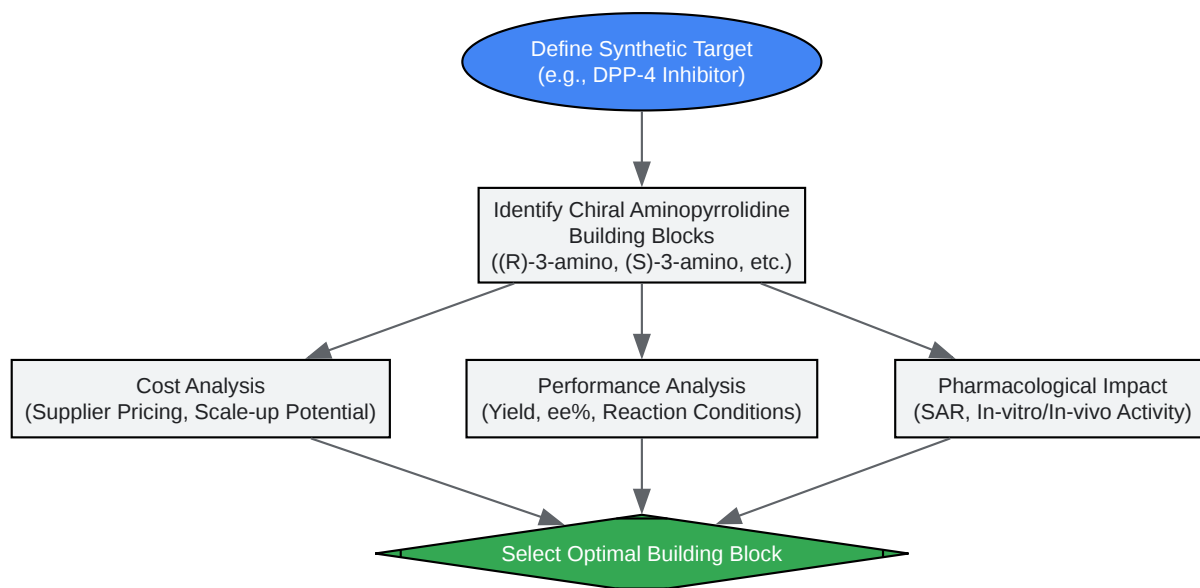 Define Synthetic Target
(e.g., DPP-4 Inhibitor)
Identify Chiral Aminopyrrolidine
Building Blocks
((R)-3-amino, (S)-3-amino, etc.)
Cost Analysis
(Supplier Pricing, Scale-up Potential)
Performance Analysis
(Yield, ee%, Reaction Conditions)
Pharmacological Impact
(SAR, In-vitro/In-vivo Activity)
Select Optimal Building Block